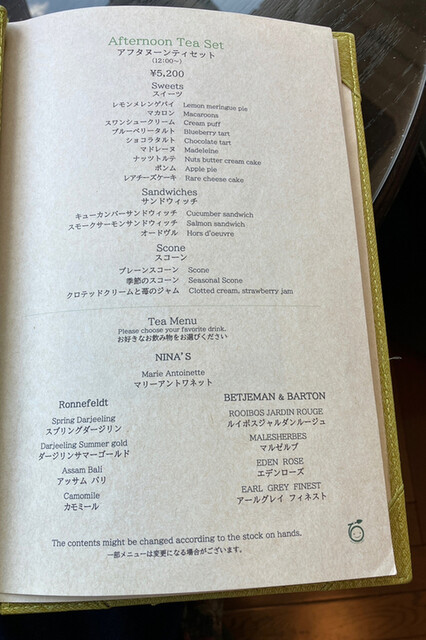 Afternoon Tea Set
アフタヌーンティセット
(12:00~)
¥5,200
Sweets
スイーツ
レモンメレンゲパイ Lemon meringue pie
マカロン Macaroons
スワンシュークリーム Cream puff
ブルーベリータルト Blueberry tart
ショコラタルト Chocolate tart
マドレーヌ Madeleine
ナッツトルテ Nuts butter cream cake
ポンム Apple pie
レアチーズケーキ Rare cheese cake
Sandwiches
サンドウィッチ
キューカンバーサンドウィッチ Cucumber sandwich
スモークサーモンサンドウィッチ Salmon sandwich
オードヴル Hors d'oeuvre
Scone
スコーン
プレーンスコーン Scone
季節のスコーン Seasonal Scone
クロテッドクリームと苺のジャム Clotted cream, strawberry jam
Tea Menu
Please choose your favorite drink.
お好きなお飲み物をお選びください
NINA'S
Marie Antoinette
マリーアントワネット
Ronnefeldt
Spring Darjeeling
スプリングダージリン
Darjeeling Summer gold
ダージリンサマーゴールド
Assam Bali
アッサム バリ
Camomile
カモミール
BETJEMAN & BARTON
ROOIBOS JARDIN ROUGE
ルイボスジャルダンルージュ
MALESHERBES
マルゼルブ
EDEN ROSE
エデンローズ
EARL GREY FINEST
アールグレイ フィネスト
The contents might be changed according to the stock on hands.
一部メニューは変更になる場合がございます。